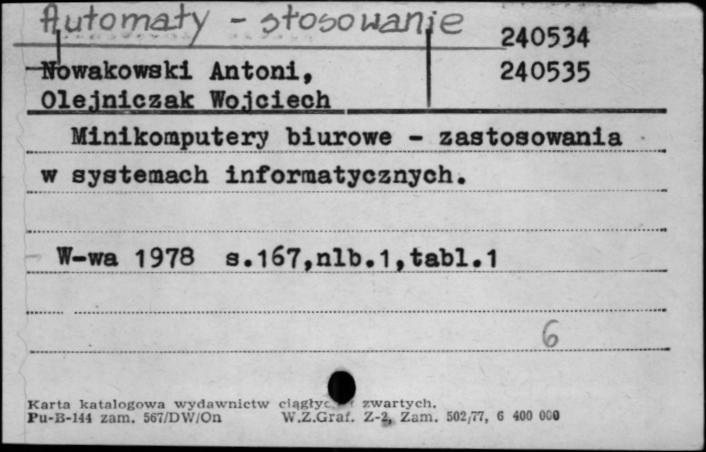 Automaty - stosowanie
240534
Nowakowski Antoni,
240535
Olejniczak Wojciech
Minikomputery biurowe - zastosowania
w systemach informatycznych.
W-wa 1978 s.167,nlb.1,tabl.1
6
Karta katalogowa wydawnictw zwartych.
Pu-B-144 zam. 567/DW/On W.Z.Graf. Z-2, Zam. 502/77, 6 400 000